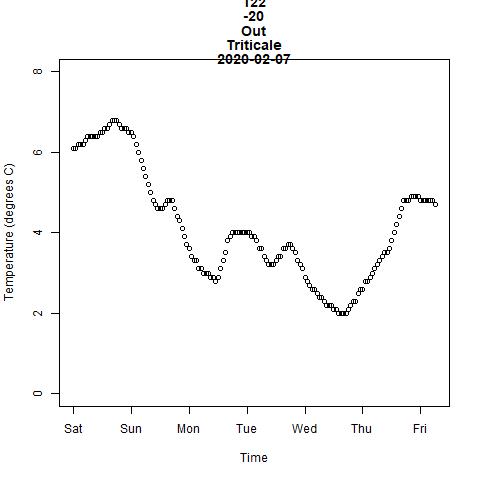 122
-20
Out
Triticale
2020-02-07
8
6
4
2
0
Temperature (degrees C)
Sat Sun Mon Tue Wed Thu Fri
Time